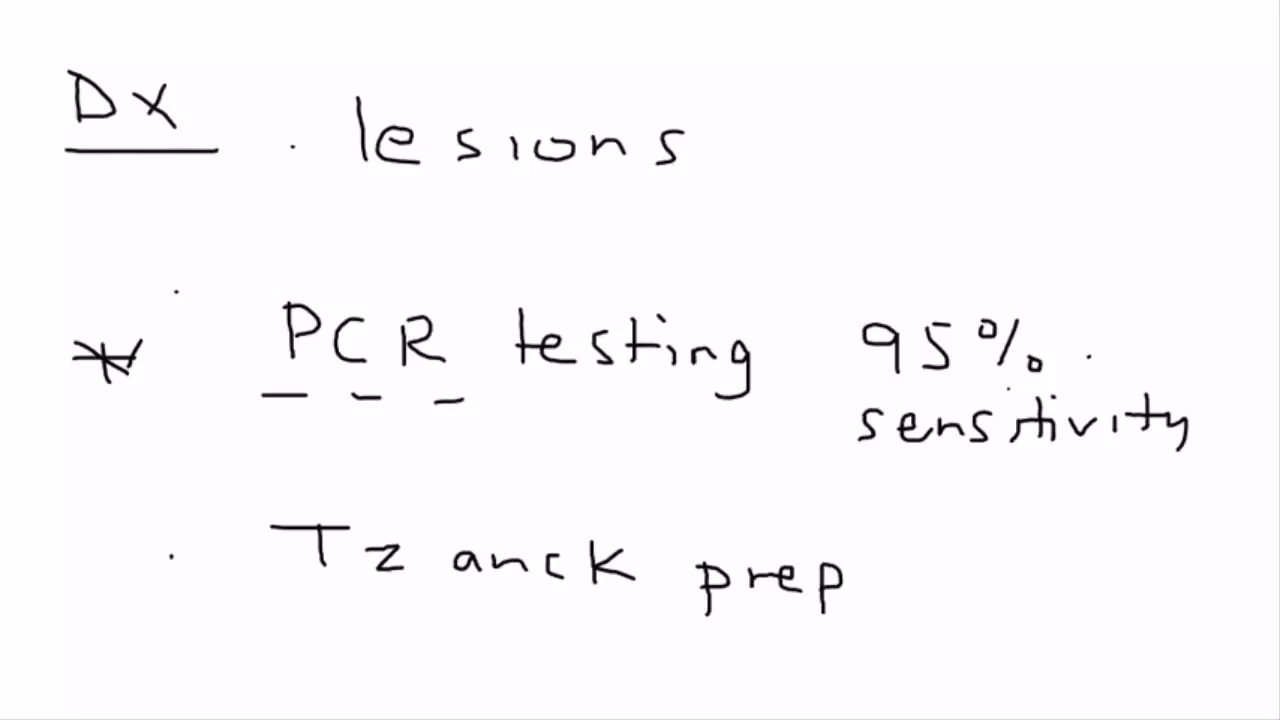 Dx . lesions
* PCR testing 95%
sensitivity
. Tzanck prep